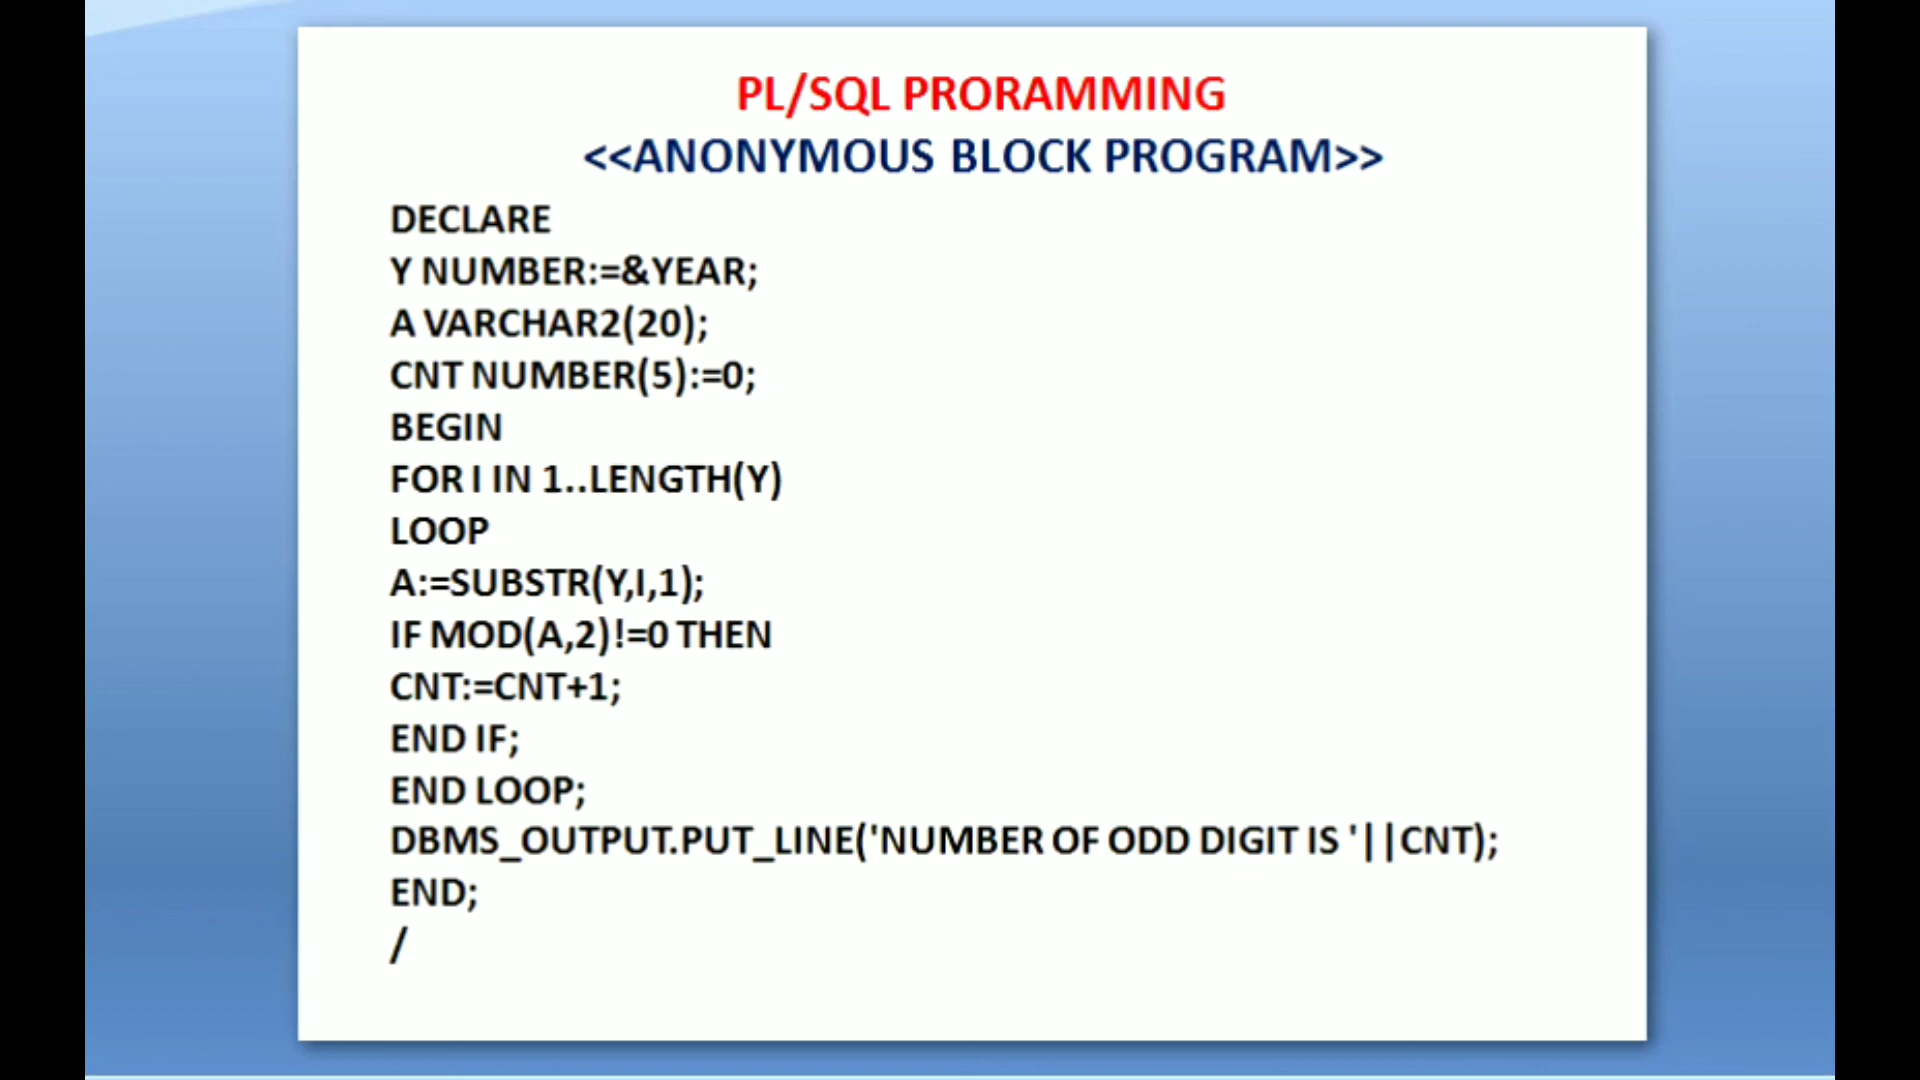 PL/SQL PRORAMMING
<<ANONYMOUS BLOCK PROGRAM>>
DECLARE
Y NUMBER:=&YEAR;
A VARCHAR2(20);
CNT NUMBER(5):=0;
BEGIN
FOR I IN 1..LENGTH(Y)
LOOP
A:=SUBSTR(Y,I,1);
IF MOD(A,2)!=0 THEN
CNT:=CNT+1;
END IF;
END LOOP;
DBMS_OUTPUT.PUT_LINE('NUMBER OF ODD DIGIT IS '||CNT);
END;
/